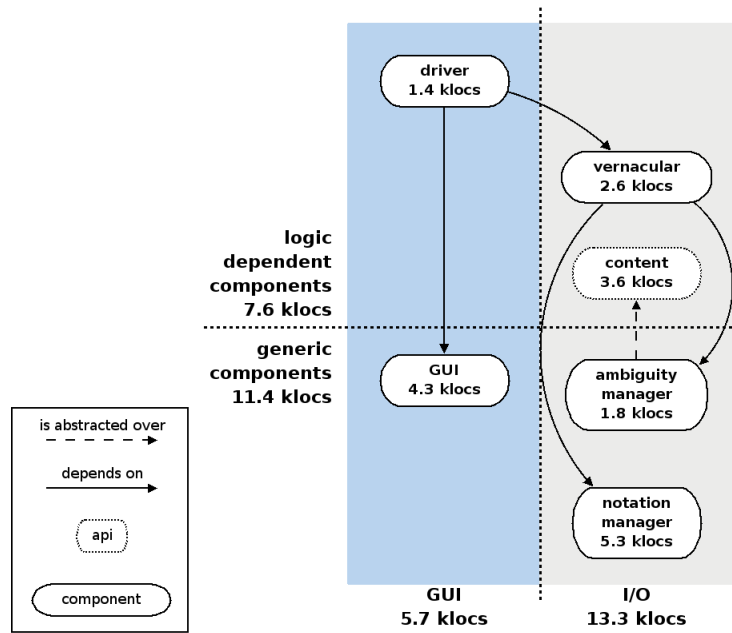 driver
1.4 klocs
vernacular
2.6 klocs
logic
dependent
components
7.6 klocs
content
3.6 klocs
generic
components
11.4 klocs
GUI
4.3 klocs
ambiguity
manager
1.8 klocs
notation
manager
5.3 klocs
is abstracted over
depends on
api
component
GUI
5.7 klocs
I/O
13.3 klocs